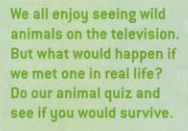 We all enjoy seeing wild
animals on the television.
But what would happen if
we met one in real life?
Do our animal quiz and
see if you would survive.